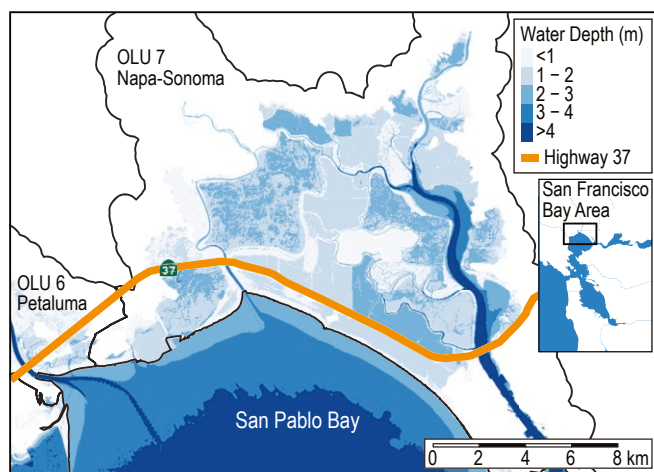 OLU 7
Napa-Sonoma
Water Depth (m)
<1
1 – 2
2 – 3
3 – 4
>4
Highway 37
San Francisco
Bay Area
37
OLU 6
Petaluma
San Pablo Bay
0 2 4 6 8 km